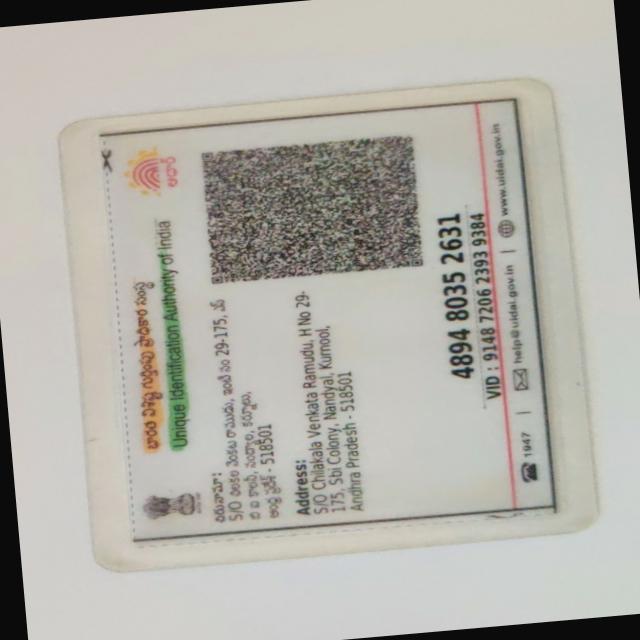 భారత విశిష్ట గుర్తింపు ప్రాధికార సంస్థ
Unique Identification Authority of India
ఆధార్
చిరునామా:
S/O చిలకల వెంకట రాముడు, ఇంటి నం 29-175, ఎస్
బి ఐ కాలనీ, నంద్యాల, కర్నూలు,
ఆంధ్ర ప్రదేశ్ - 518501
Address:
S/O Chilakala Venkata Ramudu, H No 29-
175, Sbi Colony, Nandyal, Kurnool,
Andhra Pradesh - 518501
4894 8035 2631
VID : 9148 7206 2393 9384
1947 | help@uidai.gov.in | www.uidai.gov.in